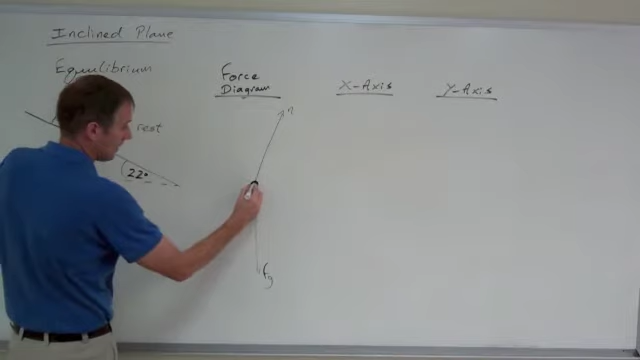 Inclined Plane
Equilibrium
rest
22°
Force
Diagram
n
Fg
X-Axis
Y-Axis